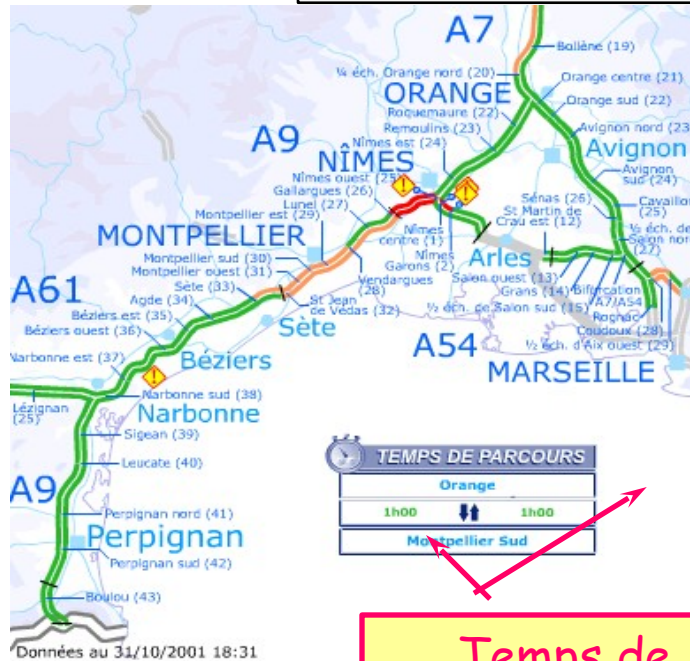 A7
Bollène (19)
¼ éch. Orange nord (20)
Orange centre (21)
ORANGE
Orange sud (22)
Roquemaure (22)
Remoulins (23)
Avignon nord (23
A9
Nîmes est (24)
Avignon
NÎMES
Nîmes ouest (25
Avignon
sud (24)
Gallargues (26)
Lunel (27)
Sénas (26)
Cavaillon
(25)
Montpellier est (29)
St Martin de
Crau est (12)
½ éch. de
Salon nord
(27)
MONTPELLIER
Nîmes
centre (1)
Nîmes
Garons (2)
Arles
Montpellier sud (30)
Montpellier ouest (31)
Vendargues
(28)
Salon ouest (13)
Grans (14)
Bifurcation
A7/A54
A61
Sète (33)
Agde (34)
St Jean
de Védas (32)
½ éch. de Salon sud (15)
Rognac
Béziers est (35)
Sète
Coudoux (28)
Béziers ouest (36)
A54
½ éch. d'Aix ouest (29)
Narbonne est (37)
Béziers
MARSEILLE
Lézignan
(25)
Narbonne sud (38)
Narbonne
Sigean (39)
Leucate (40)
TEMPS DE PARCOURS
A9
Orange
Perpignan nord (41)
1h00 1h00
Perpignan
Montpellier Sud
Perpignan sud (42)
Boulou (43)
Données au 31/10/2001 18:31
Temps de